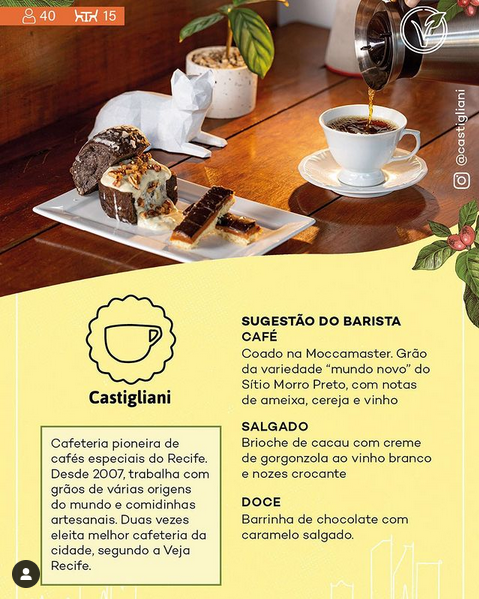 40 15
@castigliani
Castigliani
Cafeteria pioneira de
cafés especiais do Recife.
Desde 2007, trabalha com
grãos de várias origens
do mundo e comidinhas
artesanais. Duas vezes
eleita melhor cafeteria da
cidade, segundo a Veja
Recife.
SUGESTÃO DO BARISTA
CAFÉ
Coado na Moccamaster. Grão
da variedade “mundo novo” do
Sítio Morro Preto, com notas
de ameixa, cereja e vinho
SALGADO
Brioche de cacau com creme
de gorgonzola ao vinho branco
e nozes crocante
DOCE
Barrinha de chocolate com
caramelo salgado.